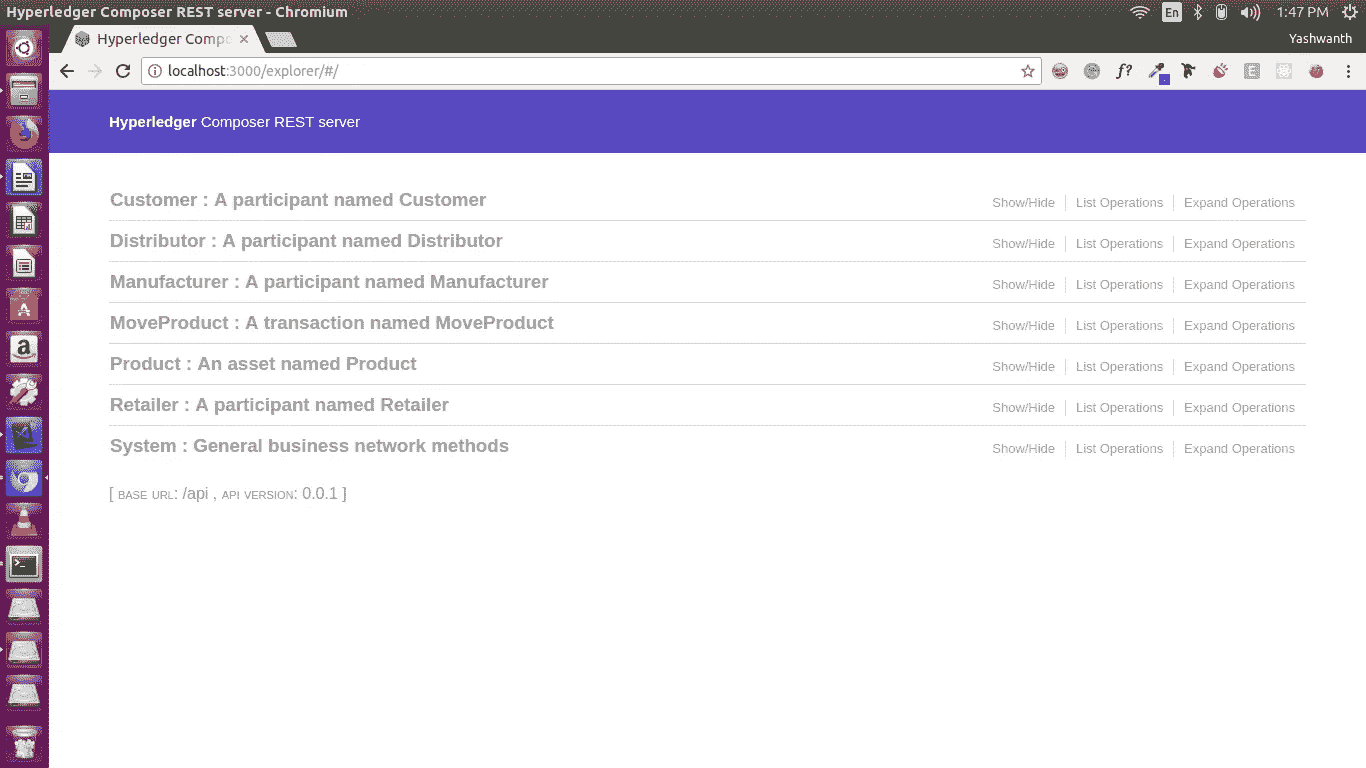 Hyperledger Composer REST server - Chromium
En
1:47 PM
Hyperledger Compo
Yashwanth
localhost:3000/explorer/#/
f?
Hyperledger Composer REST server
Customer : A participant named Customer Show/Hide List Operations Expand Operations
Distributor : A participant named Distributor Show/Hide List Operations Expand Operations
Manufacturer : A participant named Manufacturer Show/Hide List Operations Expand Operations
MoveProduct : A transaction named MoveProduct Show/Hide List Operations Expand Operations
Product : An asset named Product Show/Hide List Operations Expand Operations
Retailer : A participant named Retailer Show/Hide List Operations Expand Operations
System : General business network methods Show/Hide List Operations Expand Operations
[ BASE URL: /api , API VERSION: 0.0.1 ]